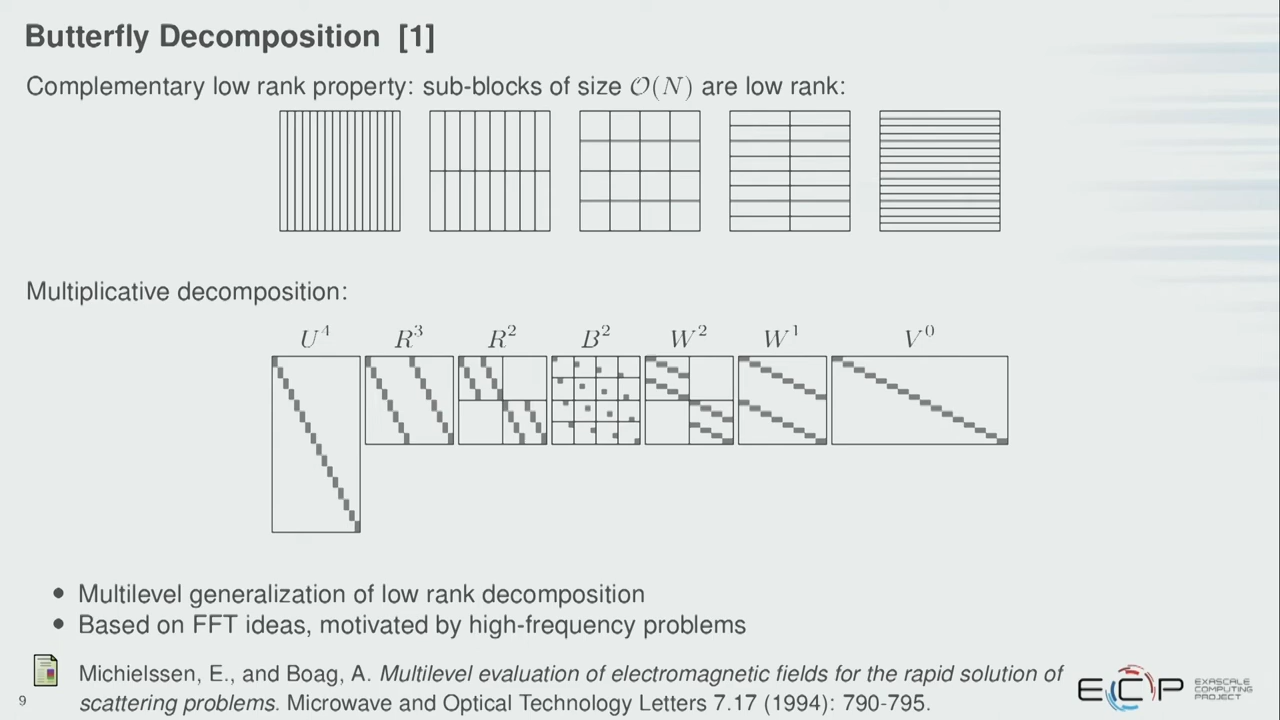 Butterfly Decomposition [1]
Complementary low rank property: sub-blocks of size 𝒪(N) are low rank:
Multiplicative decomposition:
U⁴ R³ R² B² W² W¹ V⁰
• Multilevel generalization of low rank decomposition
• Based on FFT ideas, motivated by high-frequency problems
Michielssen, E., and Boag, A. Multilevel evaluation of electromagnetic fields for the rapid solution of
scattering problems. Microwave and Optical Technology Letters 7.17 (1994): 790-795.
9
ECP
EXASCALE
COMPUTING
PROJECT